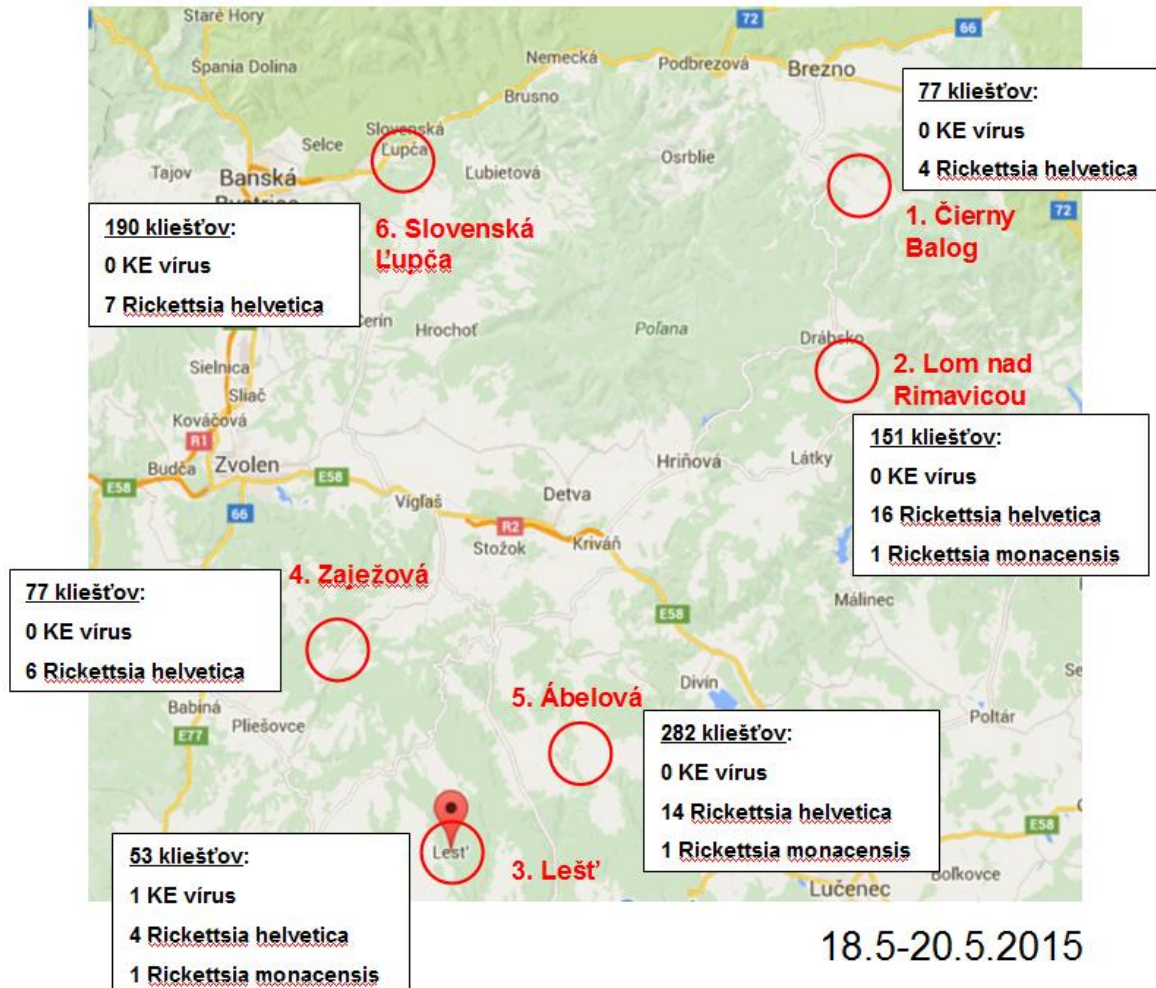 Staré Hory
72
66
Špania Dolina
Nemecká
Podbrezová
Brezno
Brusno
77 kliešťov:
0 KE vírus
4 Rickettsia helvetica
Slovenská
Ľupča
Selce
Tajov
Banská
Ľubietová
Osrblie
72
1. Čierny
Balog
190 kliešťov:
0 KE vírus
7 Rickettsia helvetica
6. Slovenská
Ľupča
Hrochoť
Poľana
Drábsko
Sielnica
Sliač
Kováčová
R1
Budča
Zvolen
E58
E58
66
Vígľaš
Detva
R2
Stožok
Kriváň
Hriňová
Látky
2. Lom nad
Rimavicou
151 kliešťov:
0 KE vírus
16 Rickettsia helvetica
1 Rickettsia monacensis
4. Zaježová
77 kliešťov:
0 KE vírus
6 Rickettsia helvetica
Málinec
E58
Babiná
Pliešovce
E77
5. Ábelová
Divín
Poltár
282 kliešťov:
0 KE vírus
14 Rickettsia helvetica
1 Rickettsia monacensis
E58
Lučenec
Boľkovce
Lešť
3. Lešť
53 kliešťov:
1 KE vírus
4 Rickettsia helvetica
1 Rickettsia monacensis
18.5-20.5.2015